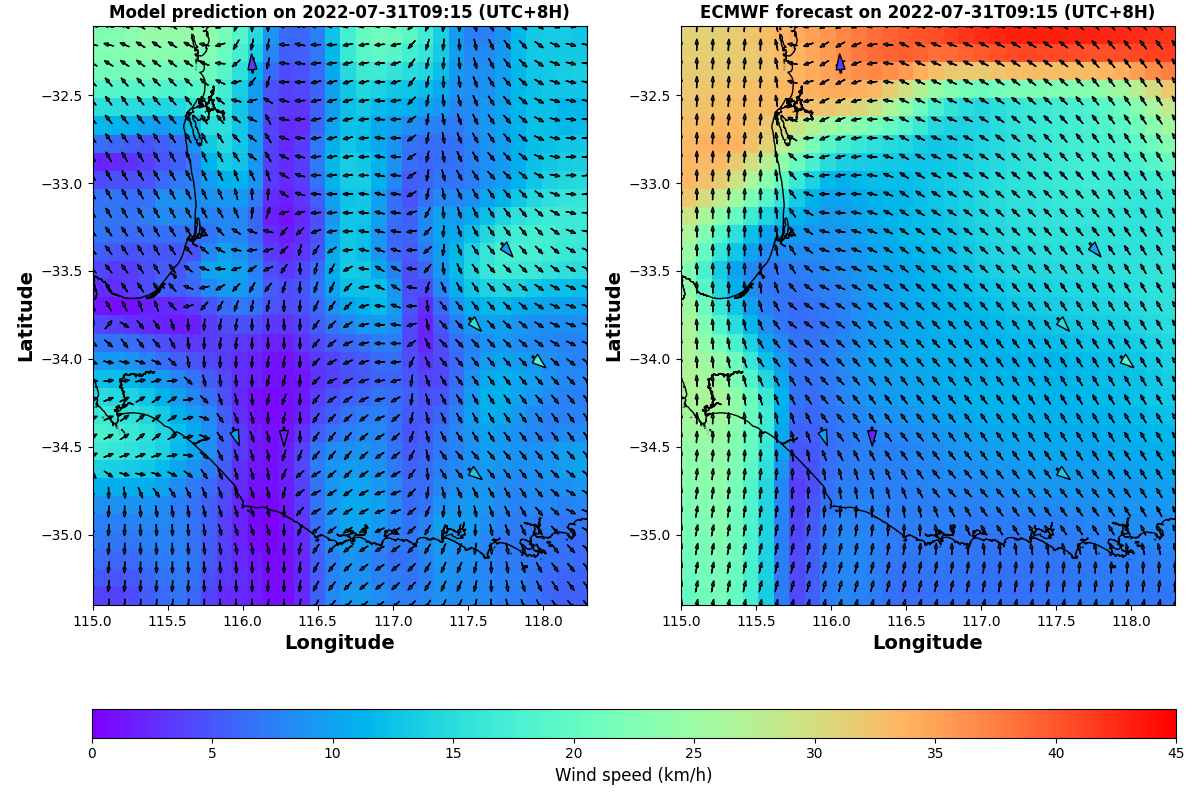 Model prediction on 2022-07-31T09:15 (UTC+8H)
ECMWF forecast on 2022-07-31T09:15 (UTC+8H)
Latitude
−32.5
−33.0
−33.5
−34.0
−34.5
−35.0
115.0 115.5 116.0 116.5 117.0 117.5 118.0
Longitude
Latitude
−32.5
−33.0
−33.5
−34.0
−34.5
−35.0
115.0 115.5 116.0 116.5 117.0 117.5 118.0
Longitude
0 5 10 15 20 25 30 35 40 45
Wind speed (km/h)